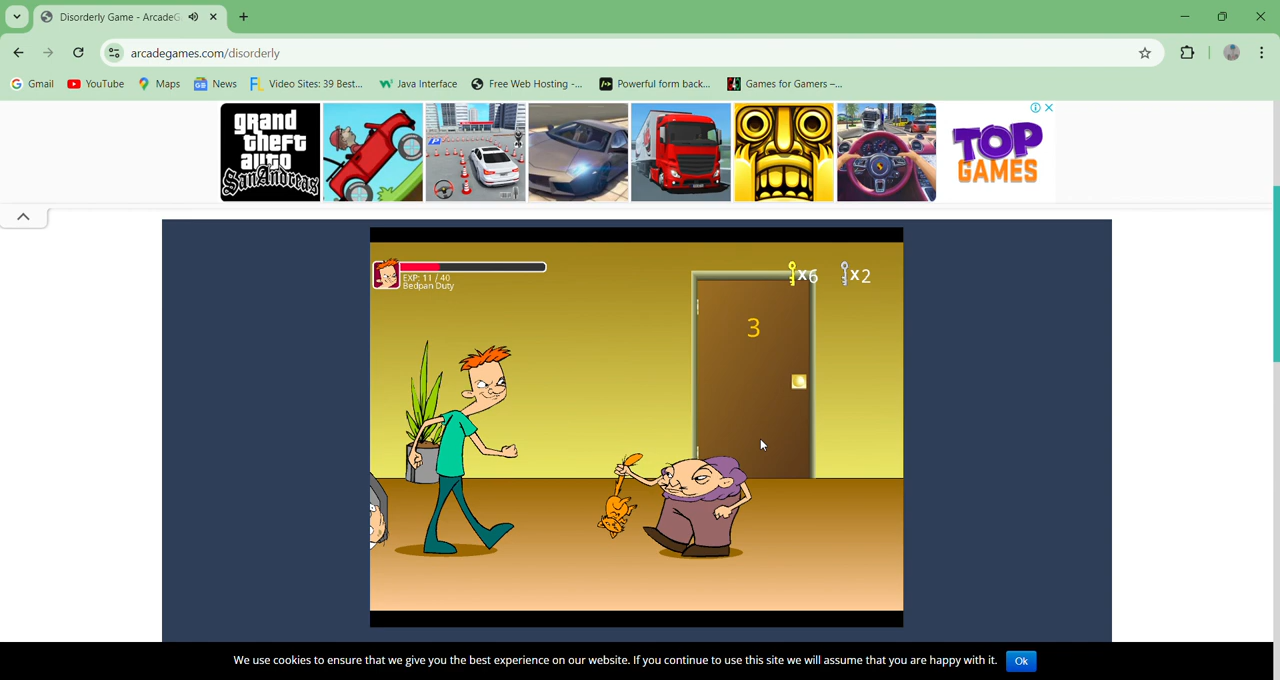 Disorderly Game - ArcadeG
arcadegames.com/disorderly
Gmail YouTube Maps News Video Sites: 39 Best... Java Interface Free Web Hosting -... Powerful form back... Games for Gamers –...
grand
theft
auto
San Andreas
TOP
GAMES
EXP: 11 / 40
Bedpan Duty
x6 x2
3
We use cookies to ensure that we give you the best experience on our website. If you continue to use this site we will assume that you are happy with it. Ok